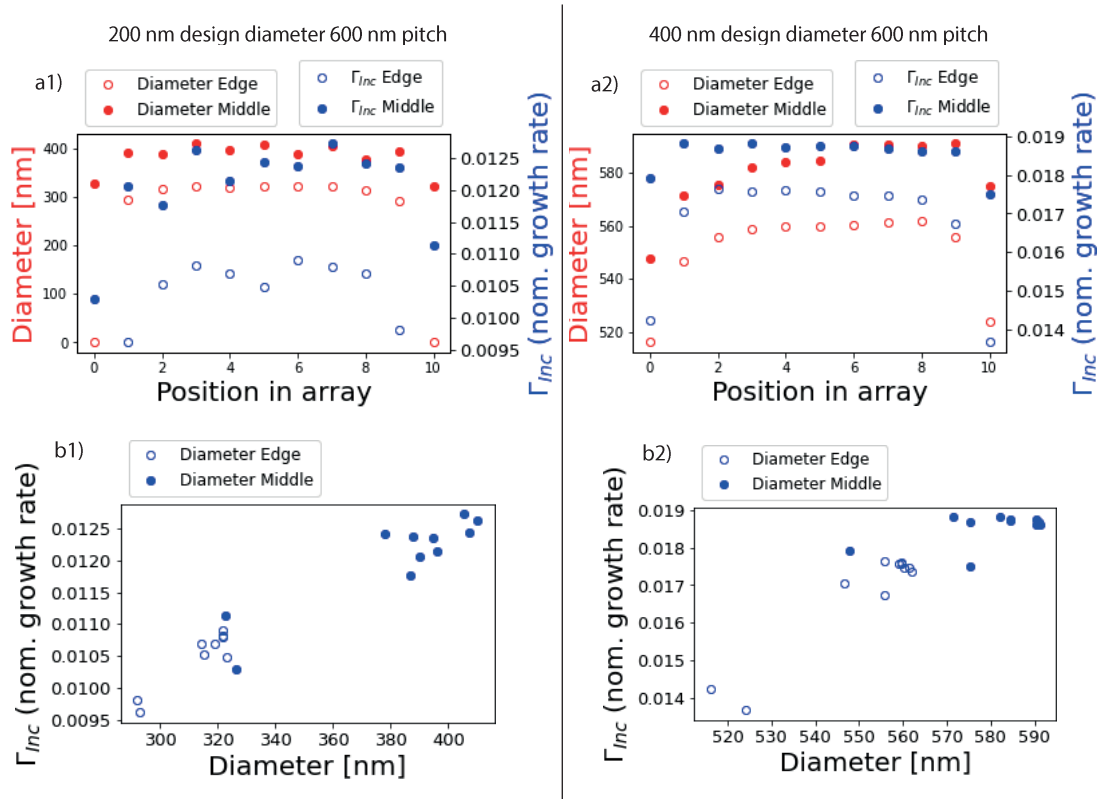 200 nm design diameter 600 nm pitch
400 nm design diameter 600 nm pitch
a1)
Diameter Edge
Diameter Middle
Γ_Inc Edge
Γ_Inc Middle
Diameter [nm]
400
300
200
100
0
0.0125
0.0120
0.0115
0.0110
0.0105
0.0100
0.0095
Γ_Inc (nom. growth rate)
0 2 4 6 8 10
Position in array
a2)
Diameter Edge
Diameter Middle
Γ_Inc Edge
Γ_Inc Middle
Diameter [nm]
580
560
540
520
0.019
0.018
0.017
0.016
0.015
0.014
Γ_Inc (nom. growth rate)
0 2 4 6 8 10
Position in array
b1)
Diameter Edge
Diameter Middle
Γ_Inc (nom. growth rate)
0.0125
0.0120
0.0115
0.0110
0.0105
0.0100
0.0095
300 320 340 360 380 400
Diameter [nm]
b2)
Diameter Edge
Diameter Middle
Γ_Inc (nom. growth rate)
0.019
0.018
0.017
0.016
0.015
0.014
520 530 540 550 560 570 580 590
Diameter [nm]